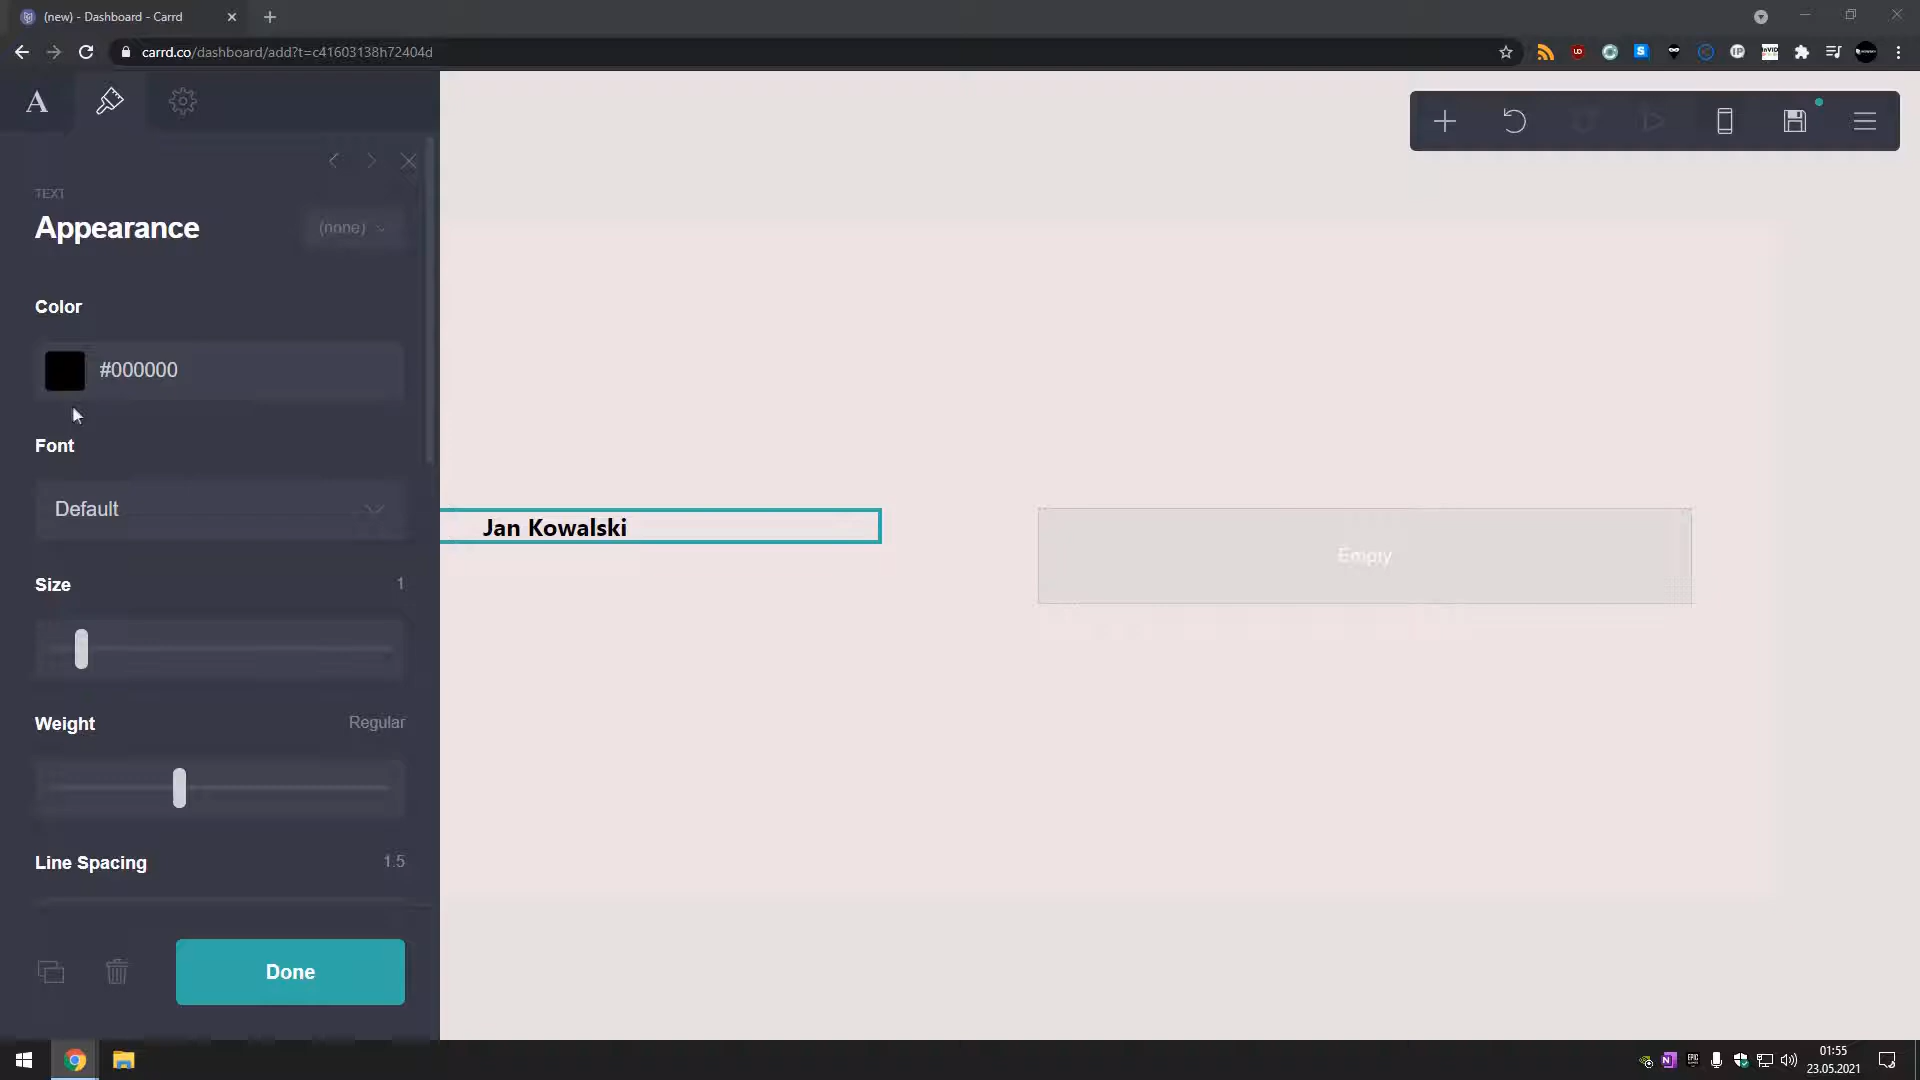 (new) - Dashboard - Carrd
carrd.co/dashboard/add?t=c41603138h72404d
TEXT
Appearance
(none)
Color
#000000
Font
Default
Size
1
Weight
Regular
Line Spacing
1.5
Done
Jan Kowalski
Empty
01:55
23.05.2021